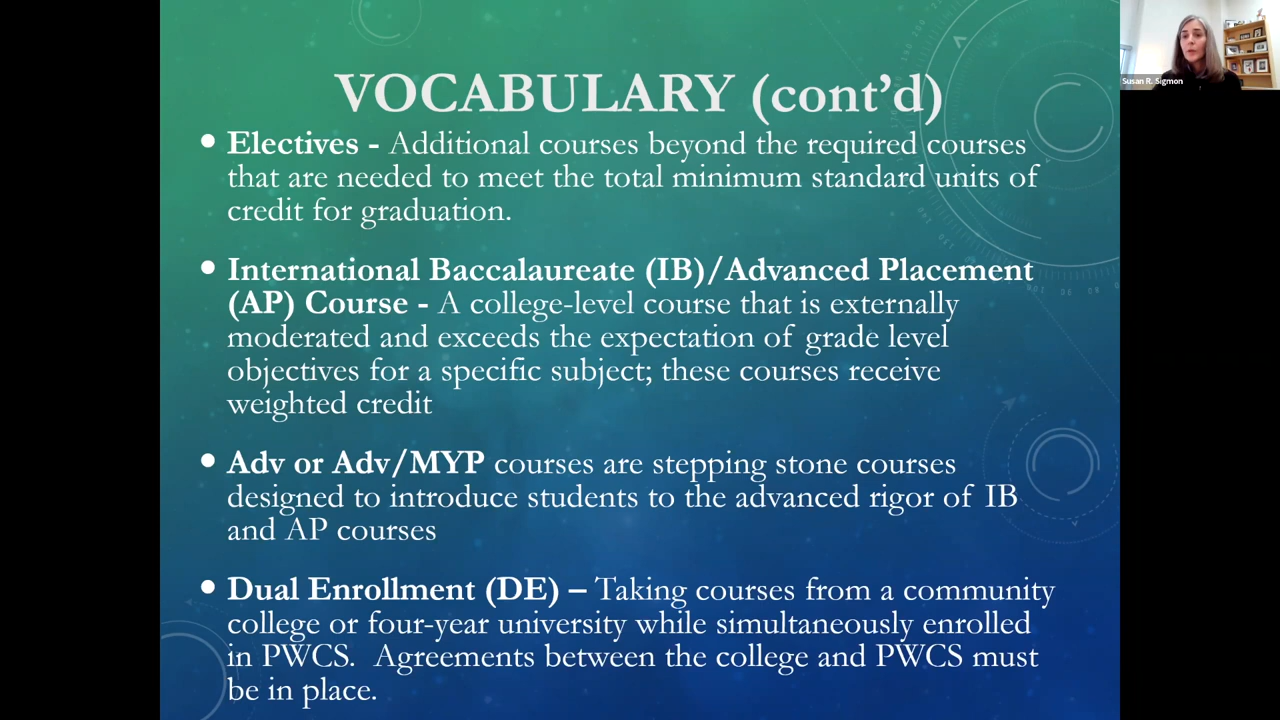 VOCABULARY (cont'd)
• Electives - Additional courses beyond the required courses
that are needed to meet the total minimum standard units of
credit for graduation.
• International Baccalaureate (IB)/Advanced Placement
(AP) Course - A college-level course that is externally
moderated and exceeds the expectation of grade level
objectives for a specific subject; these courses receive
weighted credit
• Adv or Adv/MYP courses are stepping stone courses
designed to introduce students to the advanced rigor of IB
and AP courses
• Dual Enrollment (DE) – Taking courses from a community
college or four-year university while simultaneously enrolled
in PWCS. Agreements between the college and PWCS must
be in place.
Susan R. Sigmon